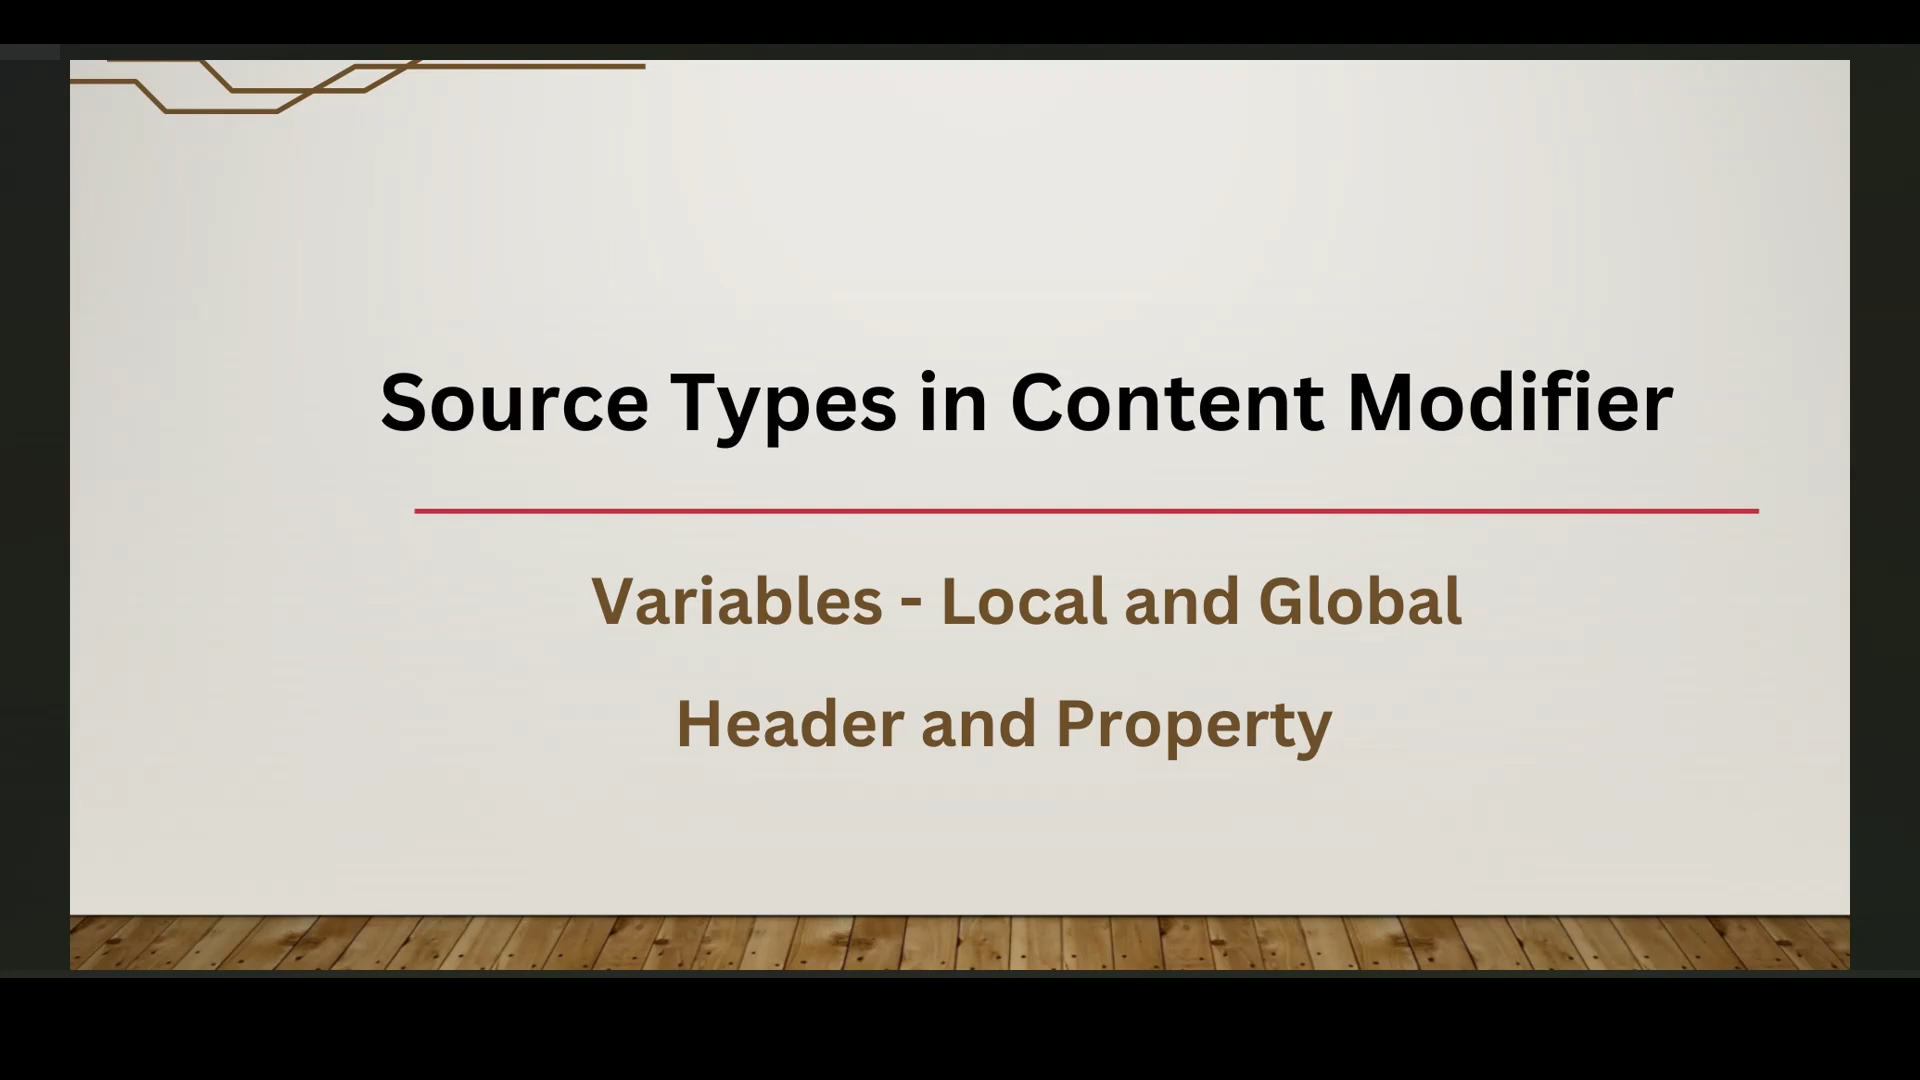 Source Types in Content Modifier
Variables - Local and Global
Header and Property